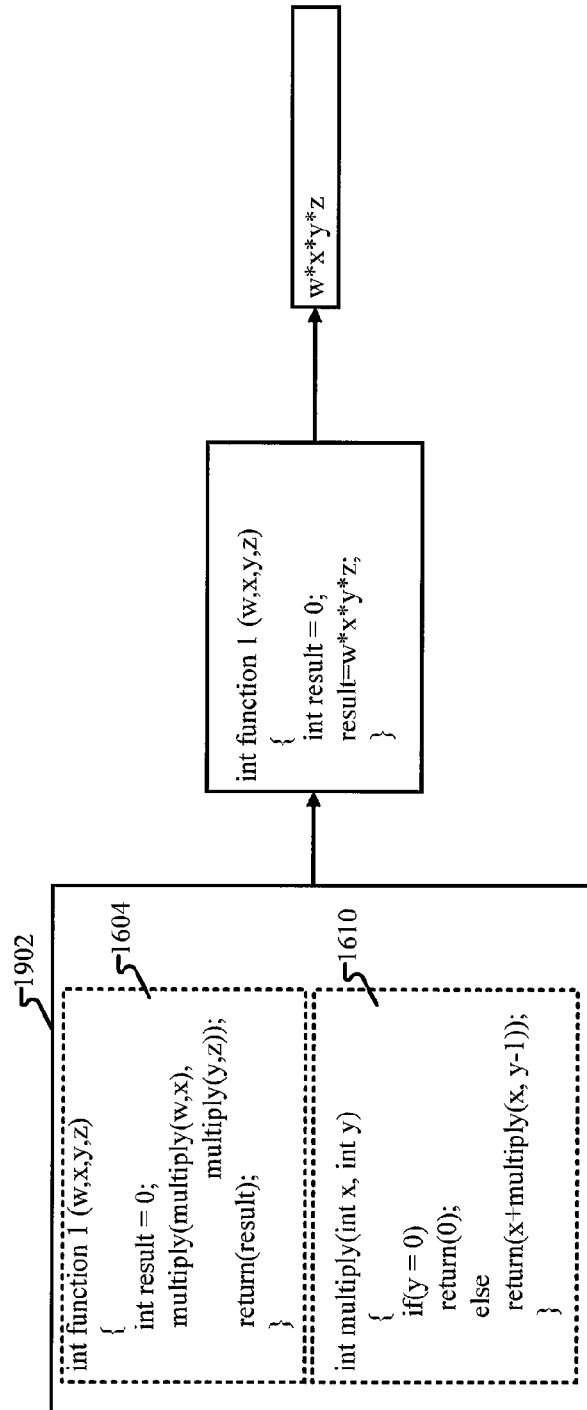 1902
int function 1 (w,x,y,z)
{
int result = 0;
multiply(multiply(w,x),
multiply(y,z));
return(result);
}
1604
int multiply(int x, int y)
{
if(y = 0)
return(0);
else
return(x+multiply(x, y-1));
}
1610
int function 1 (w,x,y,z)
{
int result = 0;
result=w*x*y*z;
}
w*x*y*z